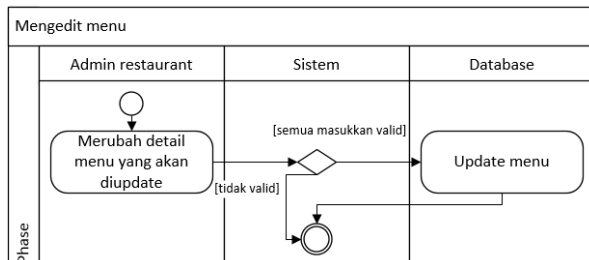 Mengedit menu
Admin restaurant
Sistem
Database
Phase
Merubah detail
menu yang akan
diupdate
[semua masukkan valid]
[tidak valid]
Update menu